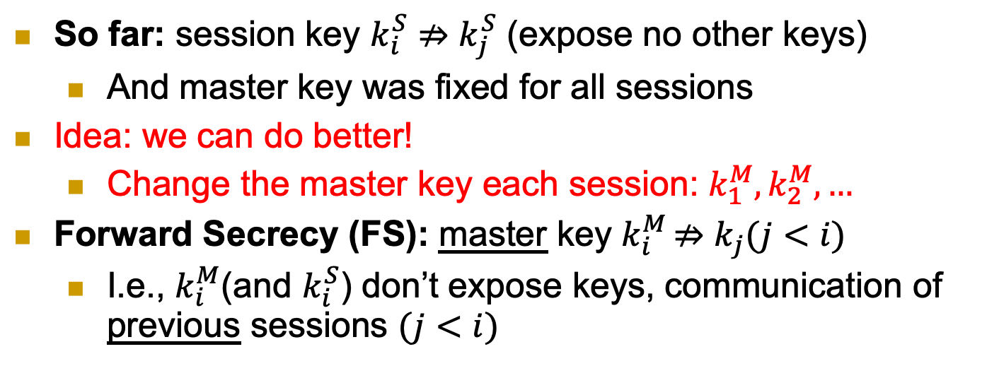 ■ So far: session key $k_i^S \nRightarrow k_j^S$ (expose no other keys)
■ And master key was fixed for all sessions
■ Idea: we can do better!
■ Change the master key each session: $k_1^M, k_2^M, \ldots$
■ Forward Secrecy (FS): master key $k_i^M \nRightarrow k_j (j < i)$
■ I.e., $k_i^M$(and $k_i^S$) don’t expose keys, communication of
previous sessions $(j < i)$